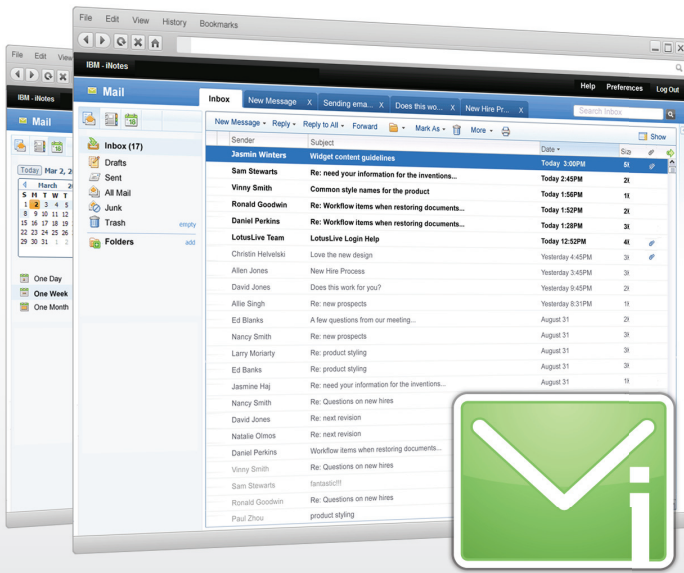 File Edit View History Bookmarks
IBM - iNotes
Help Preferences Log Out
Mail
Inbox New Message X Sending ema... X Does this wo... X New Hire Pr... X Search Inbox
New Message Reply Reply to All Forward Mark As More Show
Sender Subject Date Size
Jasmin Winters Widget content guidelines Today 3:00PM
Sam Stewarts Re: need your information for the inventions... Today 2:45PM
Vinny Smith Common style names for the product Today 1:56PM
Ronald Goodwin Re: Workflow items when restoring documents... Today 1:52PM
Daniel Perkins Re: Workflow items when restoring documents... Today 1:28PM
LotusLive Team LotusLive Login Help Today 12:52PM
Christin Helvelski Love the new design Yesterday 4:45PM
Allen Jones New Hire Process Yesterday 3:45PM
David Jones Does this work for you? Yesterday 9:45PM
Allie Singh Re: new prospects Yesterday 8:31PM
Ed Blanks A few questions from our meeting... August 31
Nancy Smith Re: new prospects August 31
Larry Moriarty Re: product styling August 31
Ed Banks Re: product styling August 31
Jasmine Haj Re: need your information for the inventions... August 31
Nancy Smith Re: Questions on new hires
David Jones Re: next revision
Natalie Olmos Re: next revision
Daniel Perkins Workflow items when restoring documents...
Vinny Smith Re: Questions on new hires
Sam Stewarts fantastic!!!
Ronald Goodwin Re: Questions on new hires
Paul Zhou product styling
Inbox (17)
Drafts
Sent
All Mail
Junk
Trash empty
Folders add
File Edit View
IBM - iNotes
Mail
Today Mar 2, 2
March
S M T W T
1 2 3 4 5
8 9 10 11 12
15 16 17 18 19
22 23 24 25 26
29 30 31 1 2
One Day
One Week
One Month
i